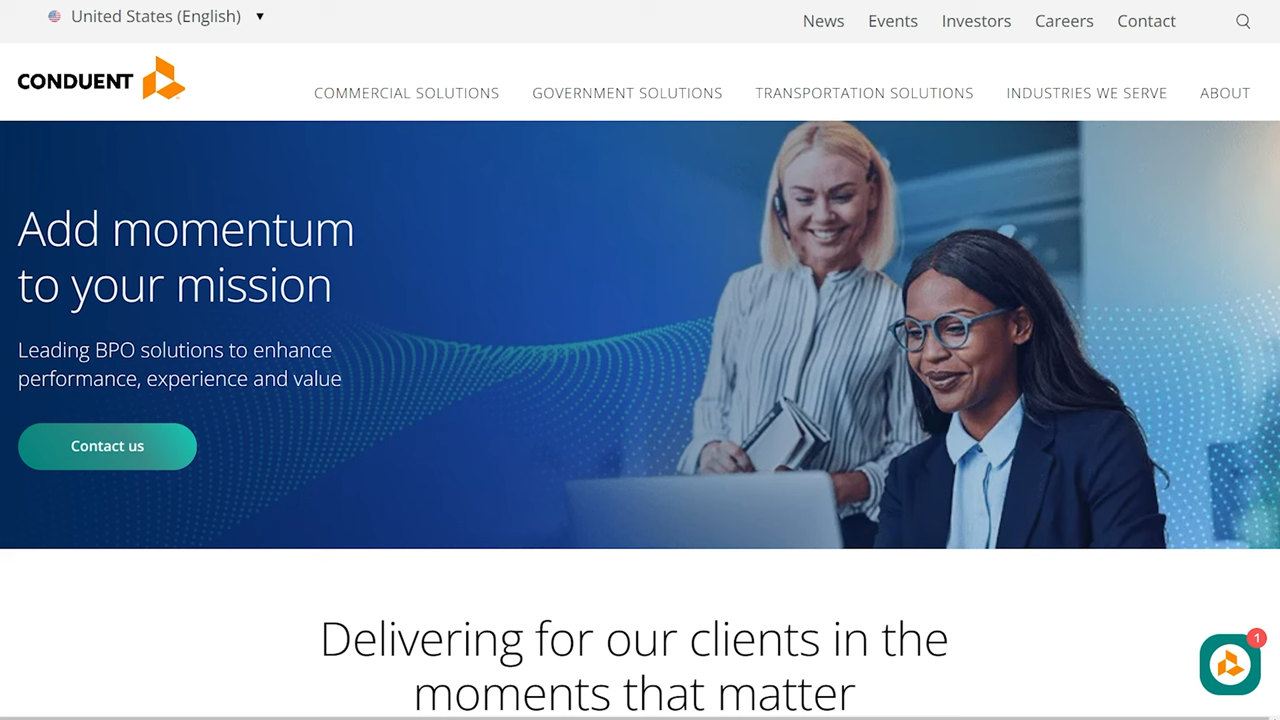 United States (English)
News Events Investors Careers Contact
CONDUENT
COMMERCIAL SOLUTIONS GOVERNMENT SOLUTIONS TRANSPORTATION SOLUTIONS INDUSTRIES WE SERVE ABOUT
Add momentum
to your mission
Leading BPO solutions to enhance
performance, experience and value
Contact us
Delivering for our clients in the
moments that matter
1